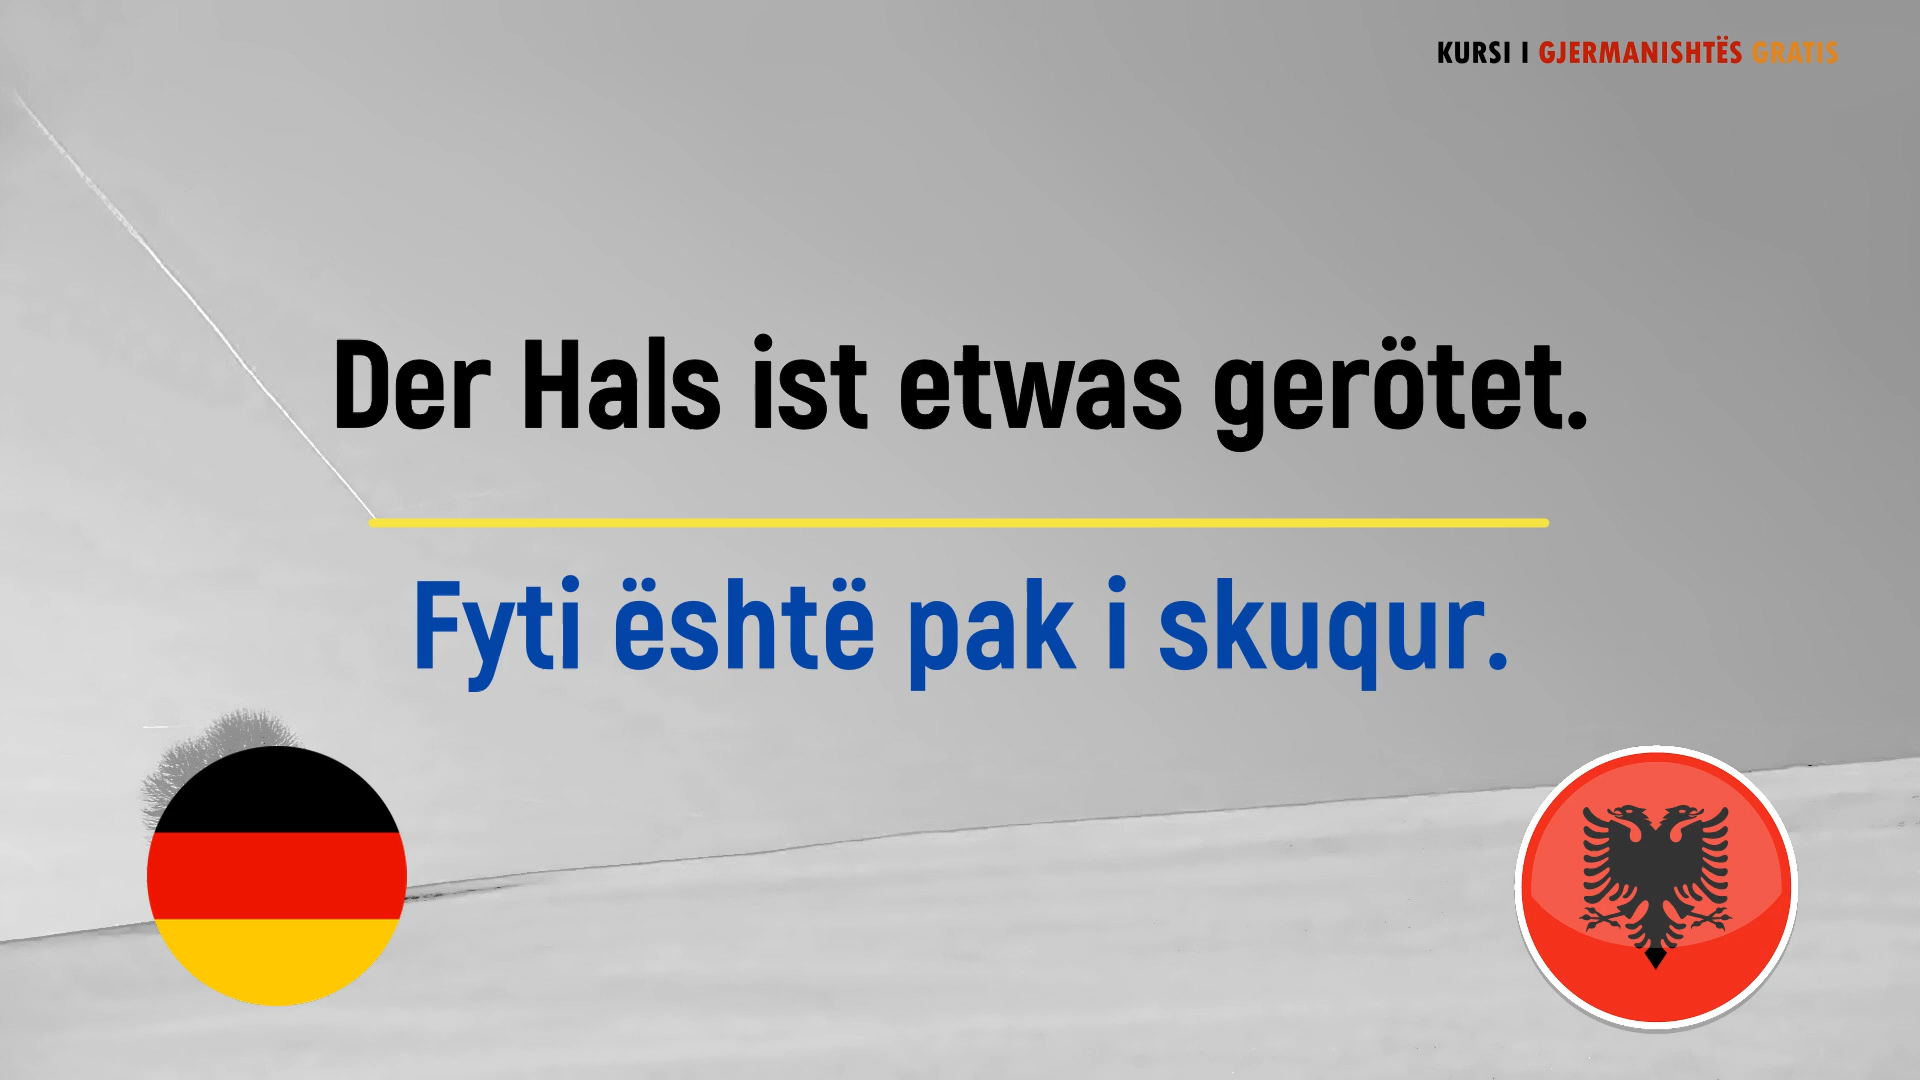 KURSI I GJERMANISHTËS GRATIS
Der Hals ist etwas gerötet.
Fyti është pak i skuqur.